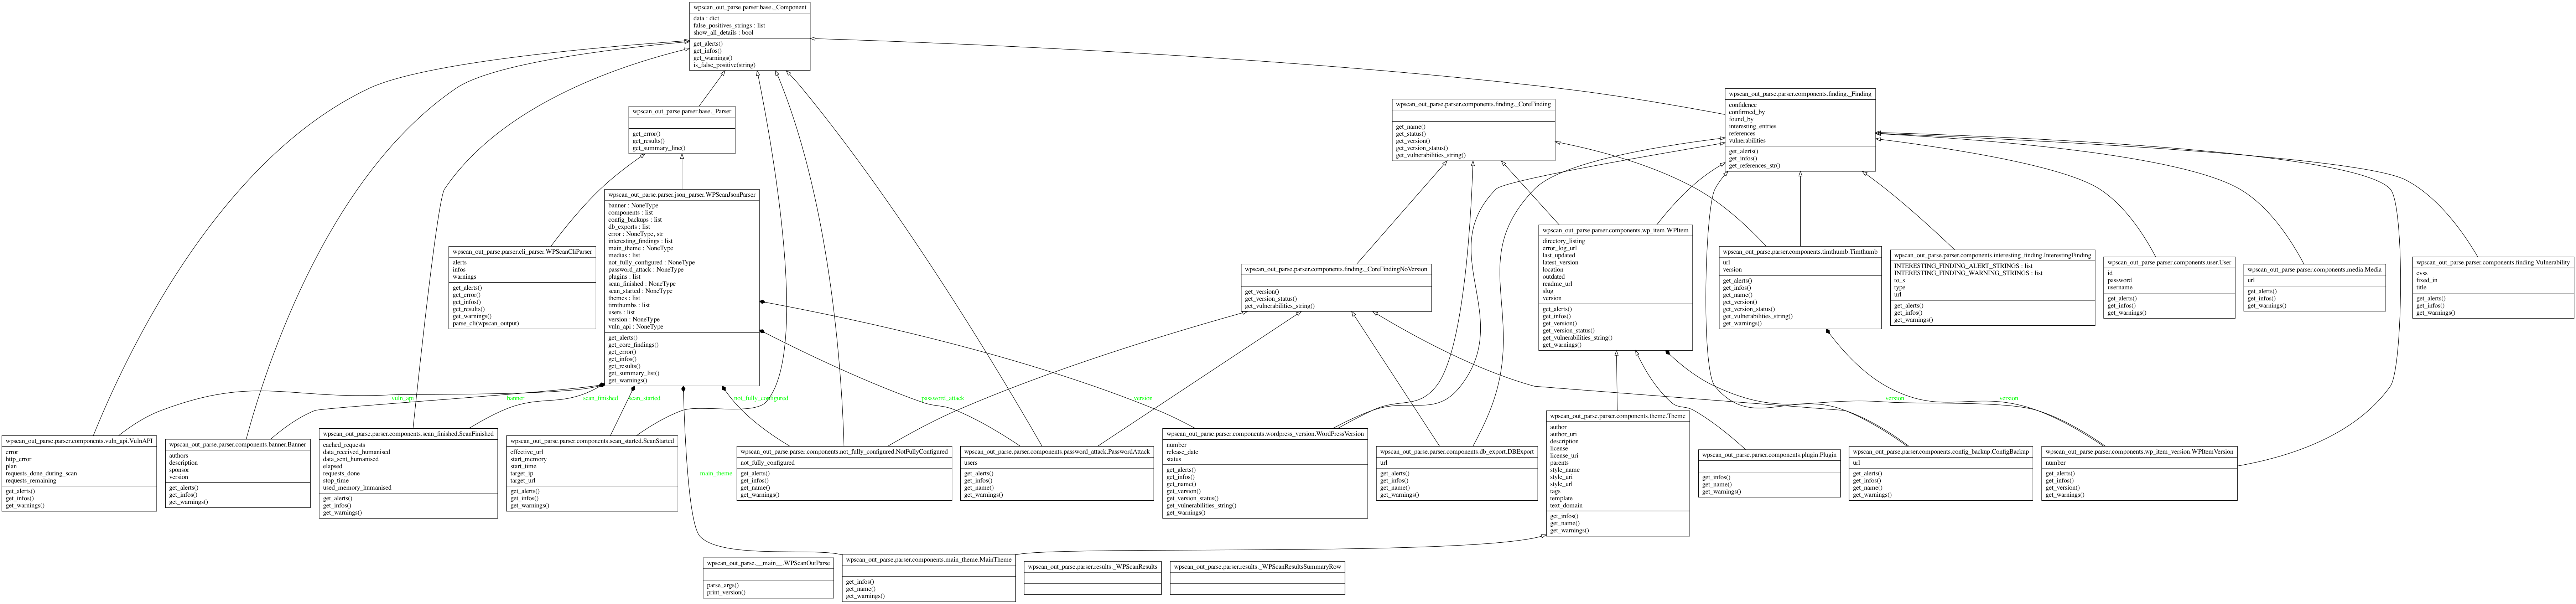 wpscan_out_parse.parser.base._Component
data : dict
false_positives_strings : list
show_all_details : bool
get_alerts()
get_infos()
get_warnings()
is_false_positive(string)
wpscan_out_parse.parser.base._Parser
get_error()
get_results()
get_summary_line()
wpscan_out_parse.parser.components.finding._CoreFinding
get_name()
get_status()
get_version()
get_version_status()
get_vulnerabilities_string()
wpscan_out_parse.parser.components.finding._Finding
confidence
confirmed_by
found_by
interesting_entries
references
vulnerabilities
get_alerts()
get_infos()
get_references_str()
wpscan_out_parse.parser.cli_parser.WPScanCliParser
alerts
infos
warnings
get_alerts()
get_error()
get_infos()
get_results()
get_warnings()
parse_cli(wpscan_output)
wpscan_out_parse.parser.json_parser.WPScanJsonParser
banner : NoneType
components : list
config_backups : list
db_exports : list
error : NoneType, str
interesting_findings : list
main_theme : NoneType
medias : list
not_fully_configured : NoneType
password_attack : NoneType
plugins : list
scan_finished : NoneType
scan_started : NoneType
themes : list
timthumbs : list
users : list
version : NoneType
vuln_api : NoneType
get_alerts()
get_core_findings()
get_error()
get_infos()
get_results()
get_summary_list()
get_warnings()
wpscan_out_parse.parser.components.finding._CoreFindingNoVersion
get_version()
get_version_status()
get_vulnerabilities_string()
wpscan_out_parse.parser.components.wp_item.WPItem
directory_listing
error_log_url
last_updated
latest_version
location
outdated
readme_url
slug
version
get_alerts()
get_infos()
get_version()
get_version_status()
get_vulnerabilities_string()
get_warnings()
wpscan_out_parse.parser.components.timthumb.Timthumb
url
version
get_alerts()
get_infos()
get_name()
get_version()
get_version_status()
get_vulnerabilities_string()
get_warnings()
wpscan_out_parse.parser.components.interesting_finding.InterestingFinding
INTERESTING_FINDING_ALERT_STRINGS : list
INTERESTING_FINDING_WARNING_STRINGS : list
to_s
type
url
get_alerts()
get_infos()
get_warnings()
wpscan_out_parse.parser.components.user.User
id
password
username
get_alerts()
get_infos()
get_warnings()
wpscan_out_parse.parser.components.media.Media
url
get_alerts()
get_infos()
get_warnings()
wpscan_out_parse.parser.components.finding.Vulnerability
cvss
fixed_in
title
get_alerts()
get_infos()
get_warnings()
vuln_api
banner
scan_finished
scan_started
not_fully_configured
password_attack
version
version
version
main_theme
wpscan_out_parse.parser.components.vuln_api.VulnAPI
error
http_error
plan
requests_done_during_scan
requests_remaining
get_alerts()
get_infos()
get_warnings()
wpscan_out_parse.parser.components.banner.Banner
authors
description
sponsor
version
get_alerts()
get_infos()
get_warnings()
wpscan_out_parse.parser.components.scan_finished.ScanFinished
cached_requests
data_received_humanised
data_sent_humanised
elapsed
requests_done
stop_time
used_memory_humanised
get_alerts()
get_infos()
get_warnings()
wpscan_out_parse.parser.components.scan_started.ScanStarted
effective_url
start_memory
start_time
target_ip
target_url
get_alerts()
get_infos()
get_warnings()
wpscan_out_parse.parser.components.not_fully_configured.NotFullyConfigured
not_fully_configured
get_alerts()
get_infos()
get_name()
get_warnings()
wpscan_out_parse.parser.components.password_attack.PasswordAttack
users
get_alerts()
get_infos()
get_name()
get_warnings()
wpscan_out_parse.parser.components.wordpress_version.WordPressVersion
number
release_date
status
get_alerts()
get_infos()
get_name()
get_version()
get_version_status()
get_vulnerabilities_string()
get_warnings()
wpscan_out_parse.parser.components.db_export.DBExport
url
get_alerts()
get_infos()
get_name()
get_warnings()
wpscan_out_parse.parser.components.theme.Theme
author
author_uri
description
license
license_uri
parents
style_name
style_uri
style_url
tags
template
text_domain
get_infos()
get_name()
get_warnings()
wpscan_out_parse.parser.components.plugin.Plugin
get_infos()
get_name()
get_warnings()
wpscan_out_parse.parser.components.config_backup.ConfigBackup
url
get_alerts()
get_infos()
get_name()
get_warnings()
wpscan_out_parse.parser.components.wp_item_version.WPItemVersion
number
get_alerts()
get_infos()
get_version()
get_warnings()
wpscan_out_parse.__main__.WPScanOutParse
parse_args()
print_version()
wpscan_out_parse.parser.components.main_theme.MainTheme
get_infos()
get_name()
get_warnings()
wpscan_out_parse.parser.results._WPScanResults
wpscan_out_parse.parser.results._WPScanResultsSummaryRow